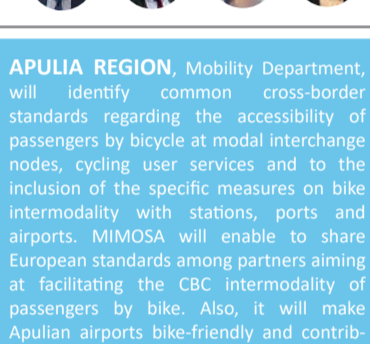 APULIA REGION, Mobility Department,
will identify common cross-border
standards regarding the accessibility of
passengers by bicycle at modal interchange
nodes, cycling user services and to the
inclusion of the specific measures on bike
intermodality with stations, ports and
airports. MIMOSA will enable to share
European standards among partners aiming
at facilitating the CBC intermodality of
passengers by bike. Also, it will make
Apulian airports bike-friendly and contrib-